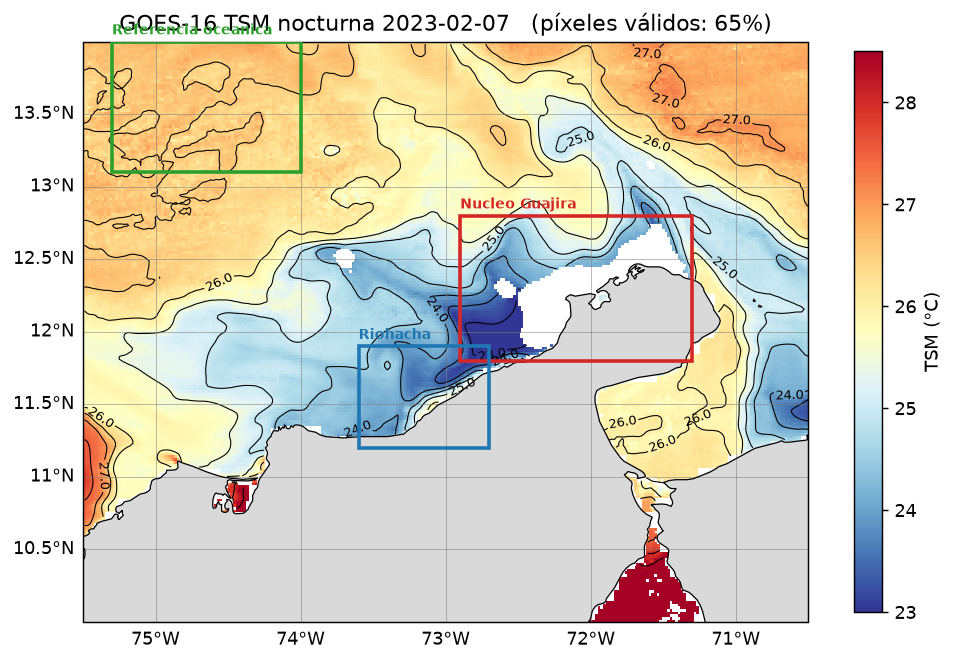 GOES-16 TSM nocturna 2023-02-07 (píxeles válidos: 65%)
Referencia oceanica
27.0
13.5°N
27.0
27.0
25.0
26.0
13°N
Nucleo Guajira
25.0
12.5°N
25.0
26.0
24.0
12°N
Riohacha
25.0
24.0
11.5°N
26.0
26.0
26.0
24.0
26.0
11°N
27.0
10.5°N
75°W
74°W
73°W
72°W
71°W
28
27
26
25
24
23
TSM (°C)